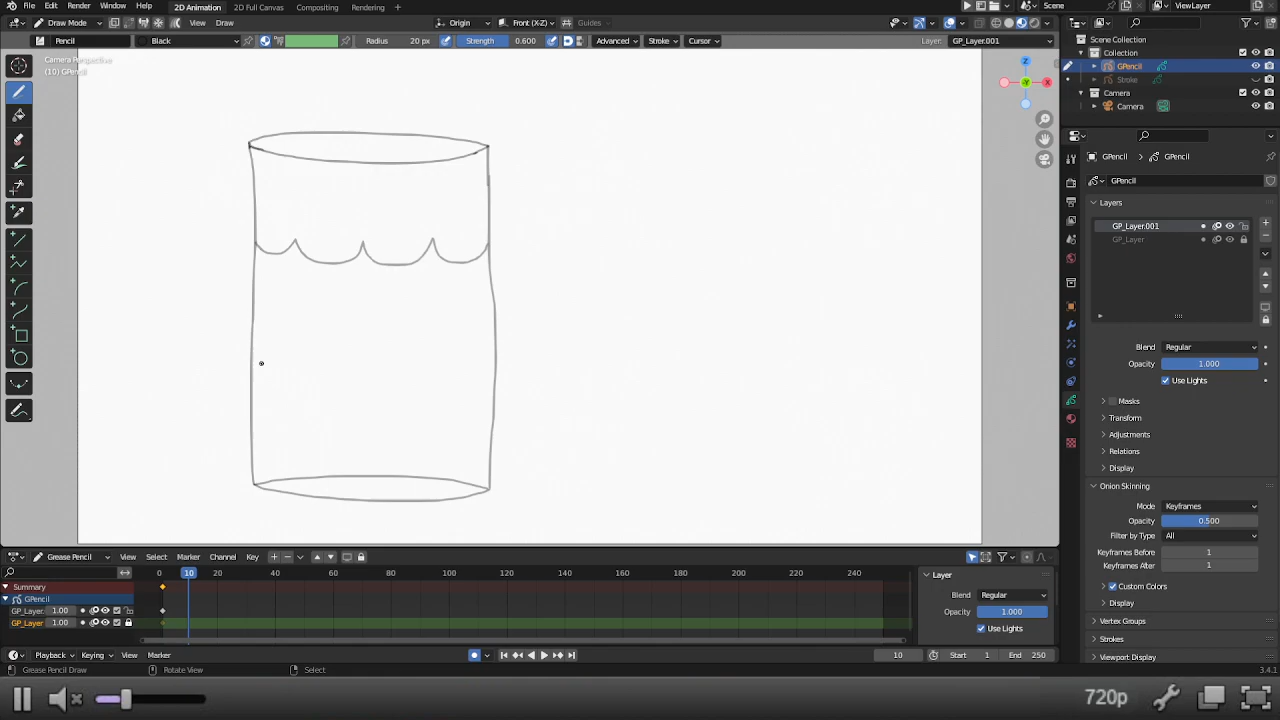 File Edit Render Window Help 2D Animation 2D Full Canvas Compositing Rendering + Scene ViewLayer
Draw Mode View Draw Origin Front (X-Z) Guides
Pencil Black Radius 20 px Strength 0.600 Advanced Stroke Cursor Layer: GP_Layer.001
Camera Perspective
(10) GPencil
Z
-Y
X
Scene Collection
Collection
GPencil
Stroke
Camera
Camera
GPencil GPencil
GPencil
Layers
GP_Layer.001
GP_Layer
Blend Regular
Opacity 1.000
Use Lights
Masks
Transform
Adjustments
Relations
Display
Onion Skinning
Mode Keyframes
Opacity 0.500
Filter by Type All
Keyframes Before 1
Keyframes After 1
Custom Colors
Display
Vertex Groups
Strokes
Viewport Display
Grease Pencil View Select Marker Channel Key
0 10 20 40 60 80 100 120 140 160 180 200 220 240
Summary
GPencil
GP_Layer. 1.00
GP_Layer 1.00
Layer
Blend Regular
Opacity 1.000
Use Lights
Playback Keying View Marker 10 Start 1 End 250
Grease Pencil Draw Rotate View Select 3.4.1
720p